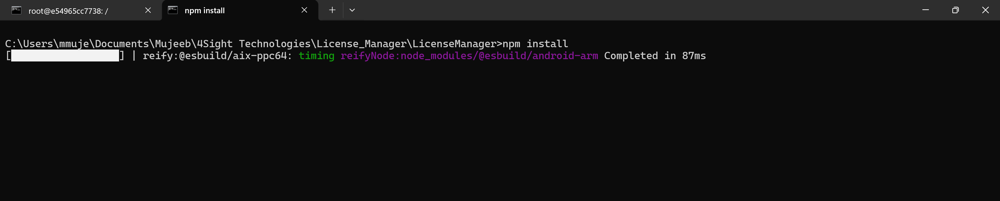 root@e54965cc7738: /
npm install
C:\Users\mmuje\Documents\Mujeeb\4Sight Technologies\License_Manager\LicenseManager>npm install
[                  ] | reify:@esbuild/aix-ppc64: timing reifyNode:node_modules/@esbuild/android-arm Completed in 87ms